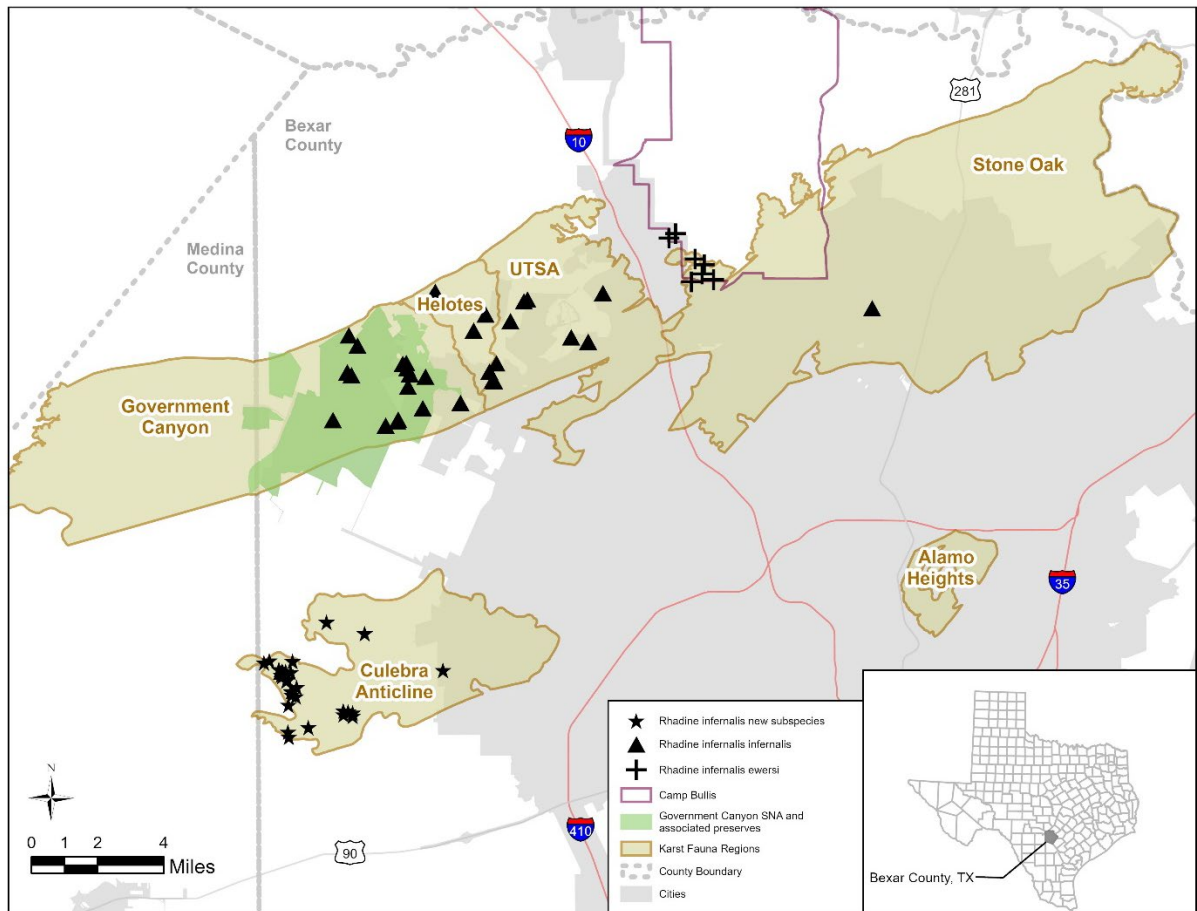 281
Bexar
County
10
Stone Oak
Medina
County
UTSA
Helotes
Government
Canyon
Alamo
Heights
35
Culebra
Anticline
Rhadine infernalis new subspecies
Rhadine infernalis infernalis
Rhadine infernalis ewersi
Camp Bullis
Government Canyon SNA and
associated preserves
Karst Fauna Regions
County Boundary
Cities
N
0 2 4
Miles
90
410
Bexar County, TX